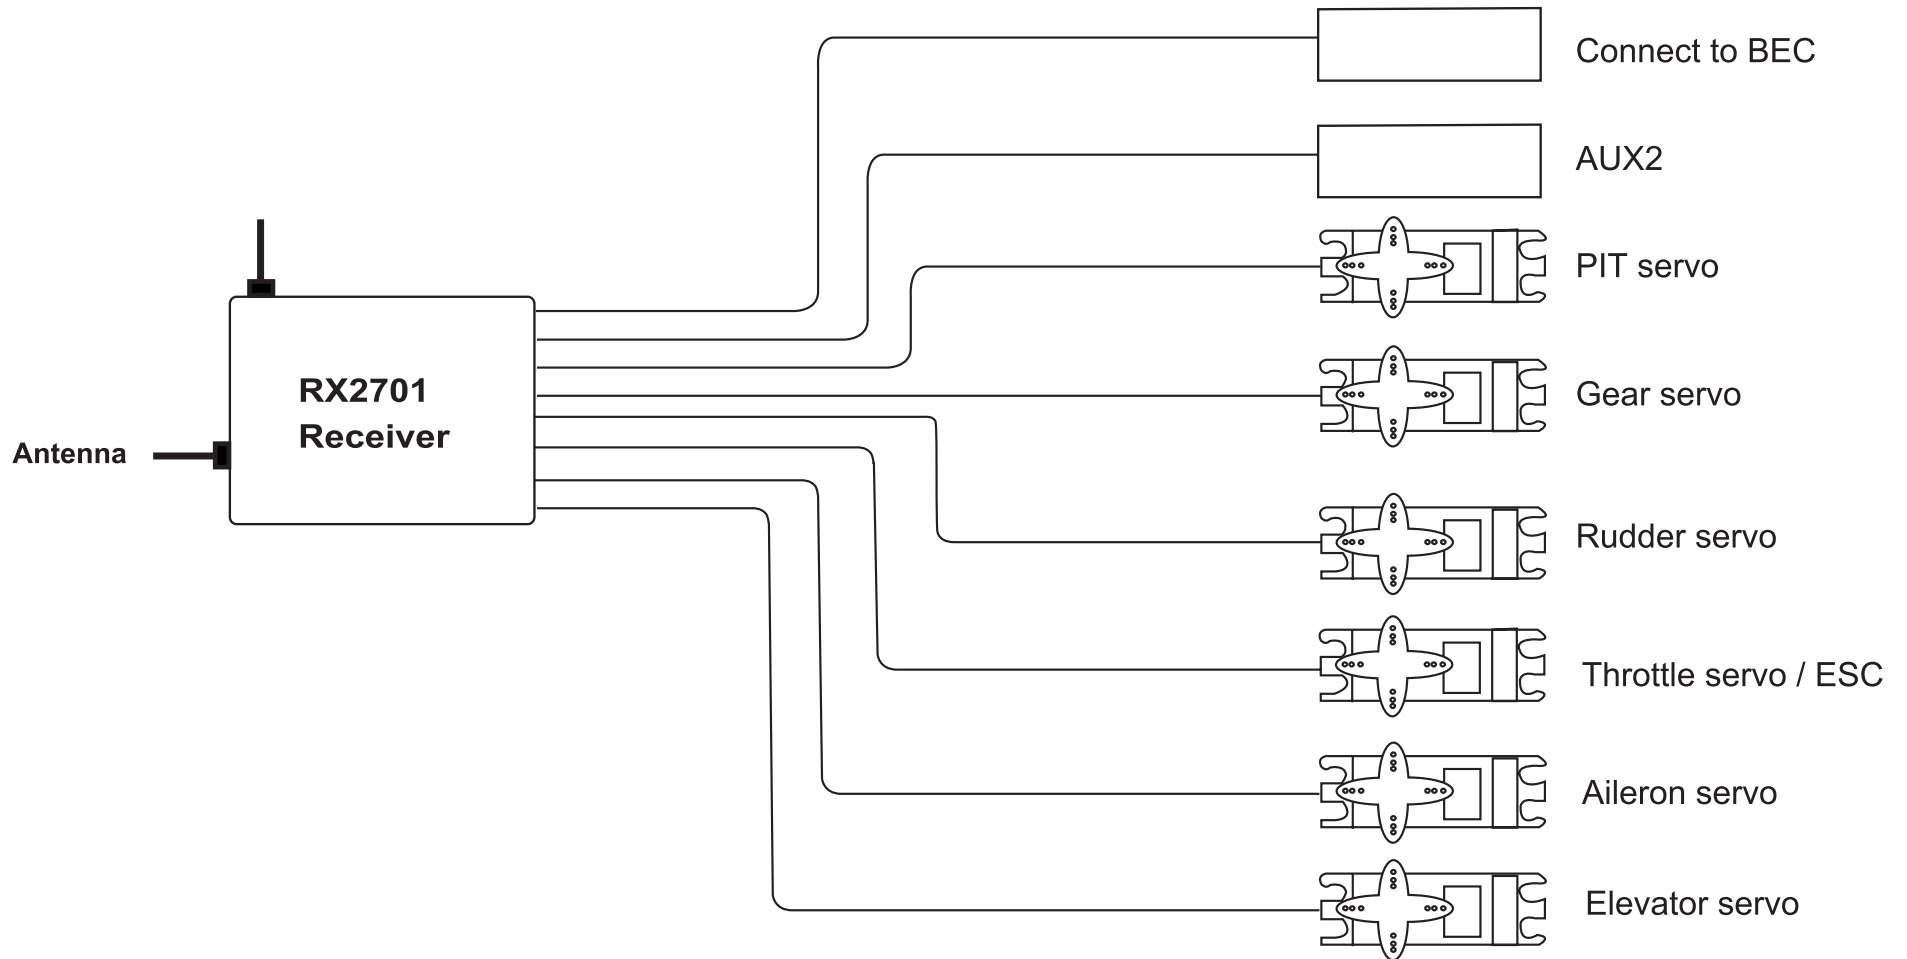 Connect to BEC
AUX2
PIT servo
RX2701
Receiver
Gear servo
Antenna
Rudder servo
Throttle servo / ESC
Aileron servo
Elevator servo